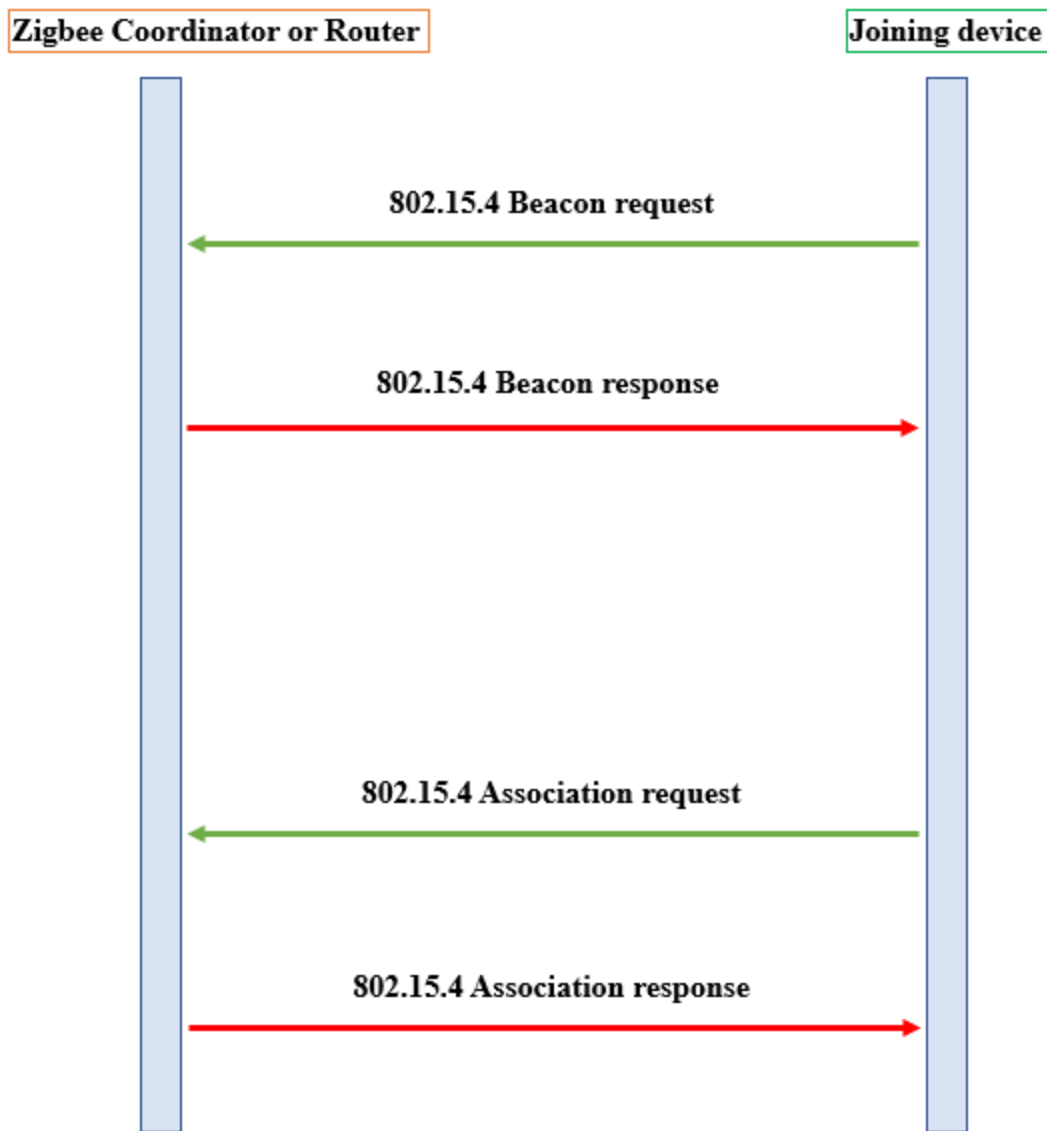 Zigbee Coordinator or Router
Joining device
802.15.4 Beacon request
802.15.4 Beacon response
802.15.4 Association request
802.15.4 Association response